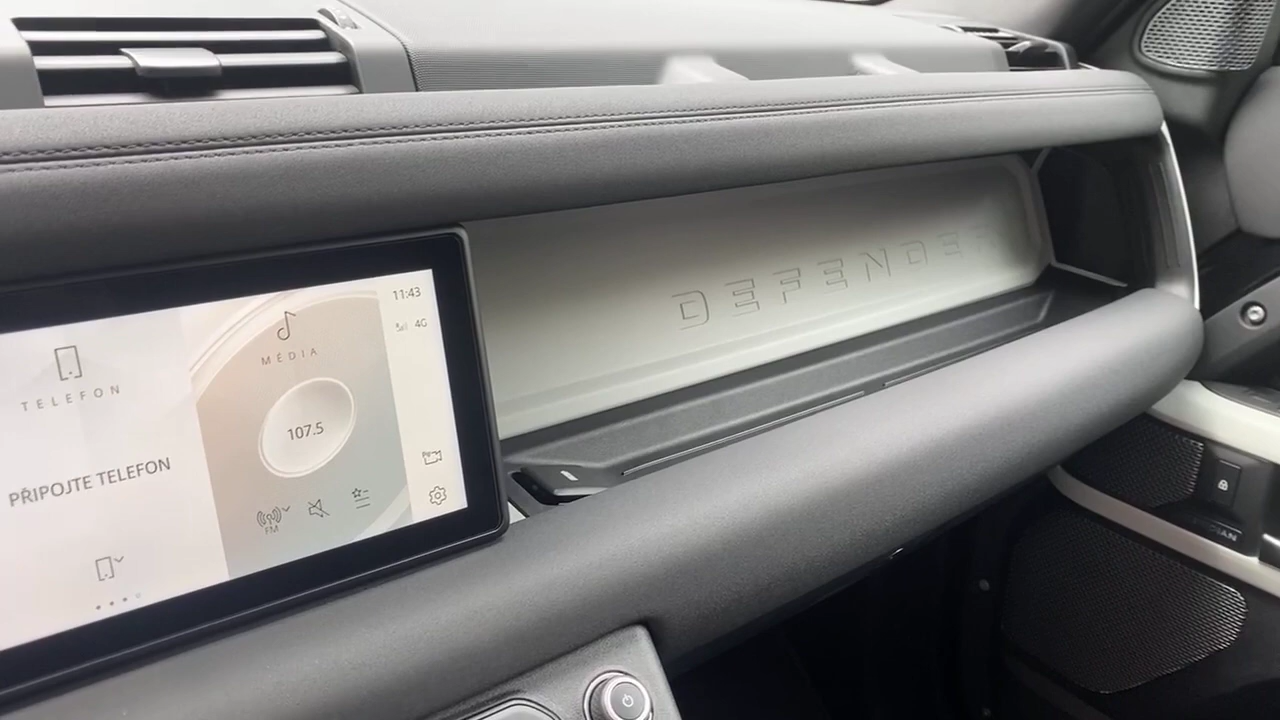 DEFENDER
TELEFON
PŘIPOJTE TELEFON
MÉDIA
107.5
FM
11:43
4G